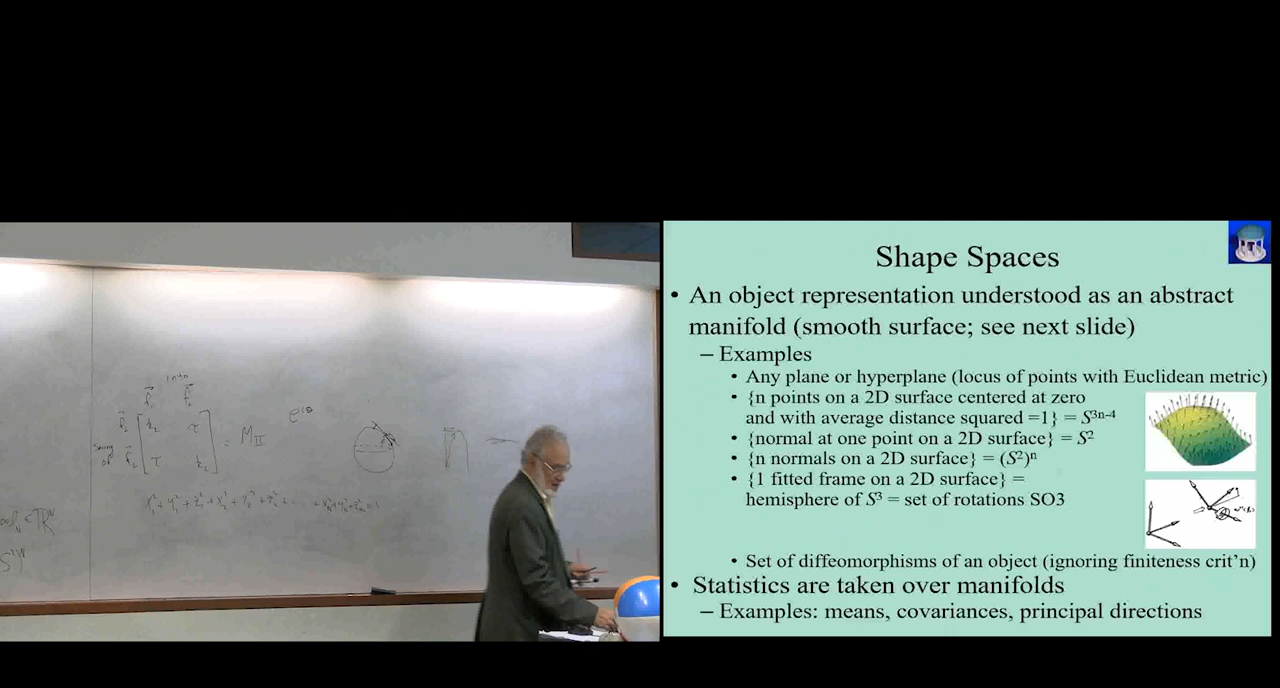 into
= M II
e
Swing
of
τ
τ
Shape Spaces
• An object representation understood as an abstract
manifold (smooth surface; see next slide)
– Examples
• Any plane or hyperplane (locus of points with Euclidean metric)
• {n points on a 2D surface centered at zero
and with average distance squared =1} = S3n-4
• {normal at one point on a 2D surface} = S2
• {n normals on a 2D surface} = (S2)n
• {1 fitted frame on a 2D surface} =
hemisphere of S3 = set of rotations SO3
• Set of diffeomorphisms of an object (ignoring finiteness crit’n)
• Statistics are taken over manifolds
– Examples: means, covariances, principal directions